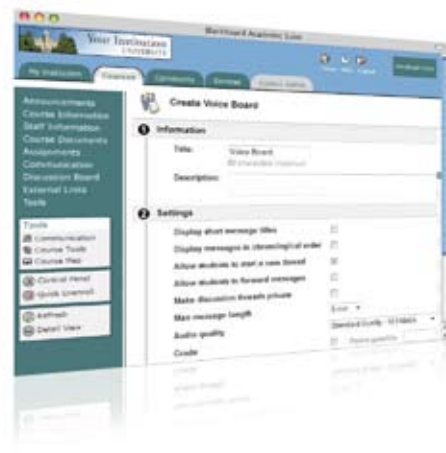 Blackboard Academic Suite
Your Institution
UNIVERSITY
My Institution
Courses
Community
Services
Create Voice Board
Announcements
Course Information
Staff Information
Course Documents
Assignments
Communication
Discussion Board
External Links
Tools
Tools
Communication
Course Tools
Course Map
Control Panel
Quick Unenroll
Refresh
Detail View
1 Information
Title: Voice Board
Description:
2 Settings
Display short message titles
Display messages in chronological order
Allow students to start a new thread
Allow students to forward messages
Make discussion threads private
Max message length
Audio quality
Grade